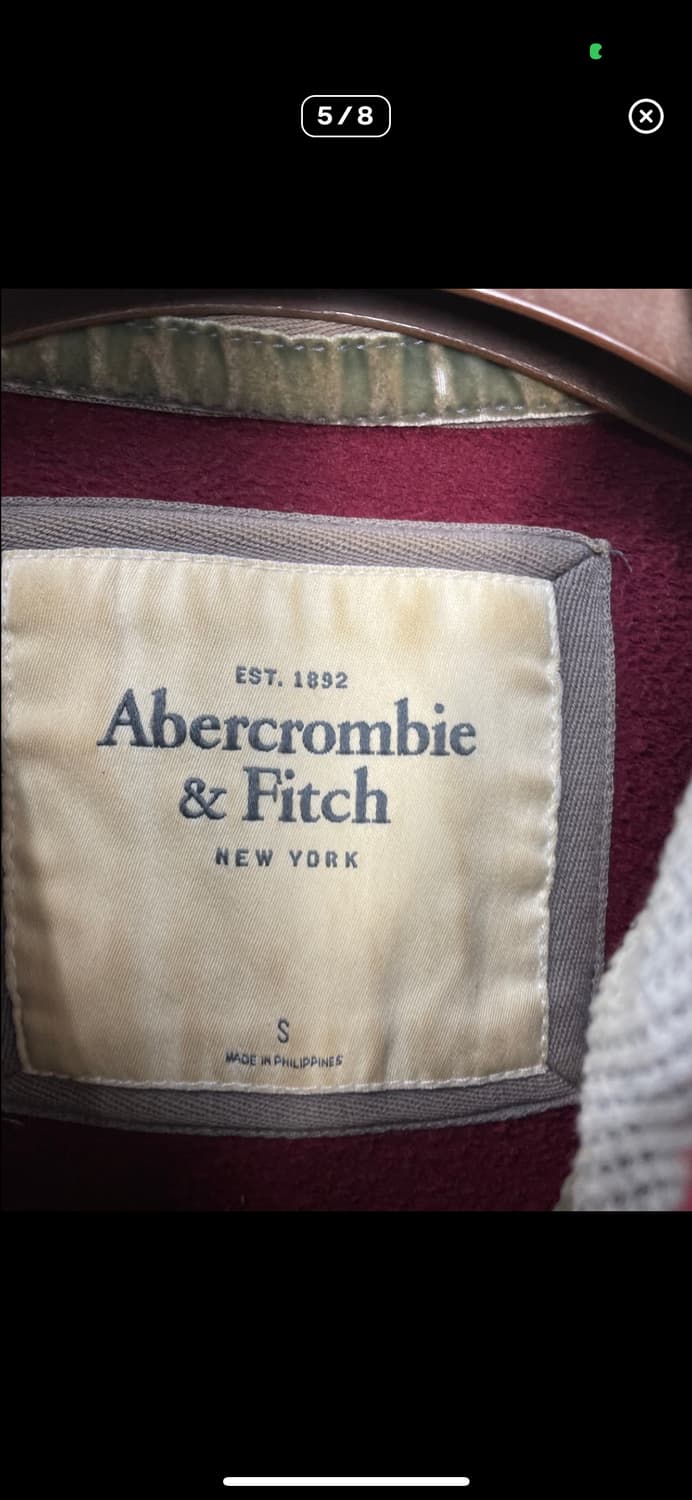 5/8
EST. 1892
Abercrombie
& Fitch
NEW YORK
S
MADE IN PHILIPPINES